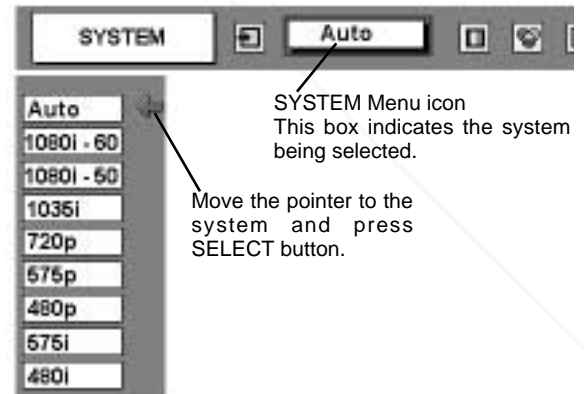 SYSTEM
Auto
SYSTEM Menu icon
This box indicates the system
being selected.
Auto
1080i - 60
1080i - 50
1035i
720p
575p
480p
575i
480i
Move the pointer to the
system and press
SELECT button.